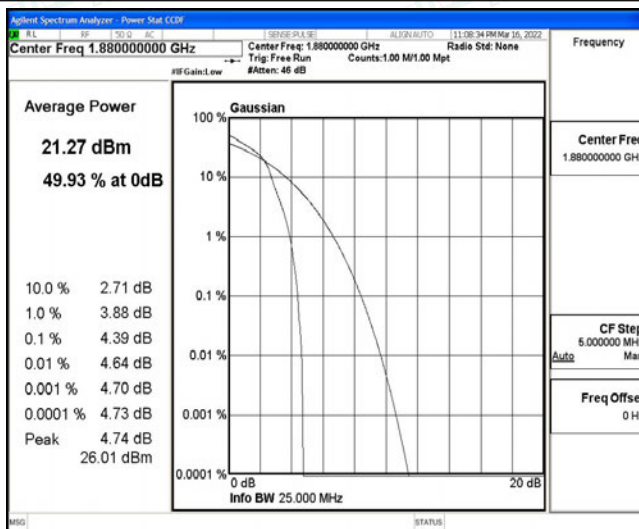 Agilent Spectrum Analyzer - Power Stat CCDF
RL RF 50 Ω AC SENSE:PULSE ALIGN AUTO 11:08:34 PM Mar 16, 2022
Center Freq 1.880000000 GHz
Center Freq: 1.880000000 GHz Radio Std: None
Trig: Free Run Counts:1.00 M/1.00 Mpt
#IFGain:Low #Atten: 46 dB
Frequency
Average Power
21.27 dBm
49.93 % at 0dB
10.0 % 2.71 dB
1.0 % 3.88 dB
0.1 % 4.39 dB
0.01 % 4.64 dB
0.001 % 4.70 dB
0.0001 % 4.73 dB
Peak 4.74 dB
26.01 dBm
Gaussian
100 %
10 %
1 %
0.1 %
0.01 %
0.001 %
0.0001 %
0 dB 20 dB
Info BW 25.000 MHz
Center Fre
1.880000000 GH
CF Step
5.000000 MH
Auto Ma
Freq Offse
0 H
MSG STATUS